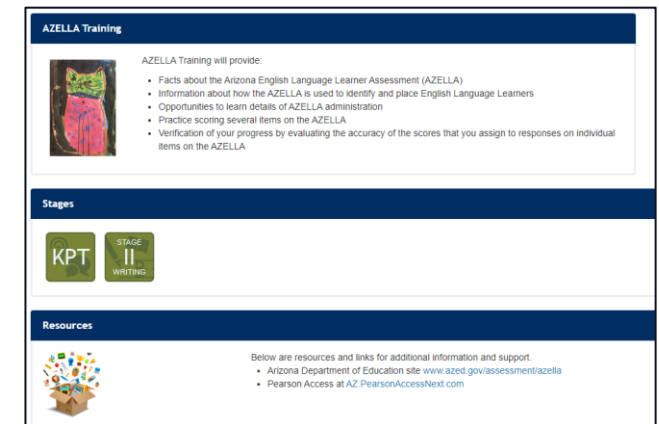 AZELLA Training
AZELLA Training will provide:
• Facts about the Arizona English Language Learner Assessment (AZELLA)
• Information about how the AZELLA is used to identify and place English Language Learners
• Opportunities to learn details of AZELLA administration
• Practice scoring several items on the AZELLA
• Verification of your progress by evaluating the accuracy of the scores that you assign to responses on individual
items on the AZELLA
Stages
KPT
STAGE
II
WRITING
Resources
Below are resources and links for additional information and support.
• Arizona Department of Education site www.azed.gov/assessment/azella
• Pearson Access at AZ.PearsonAccessNext.com